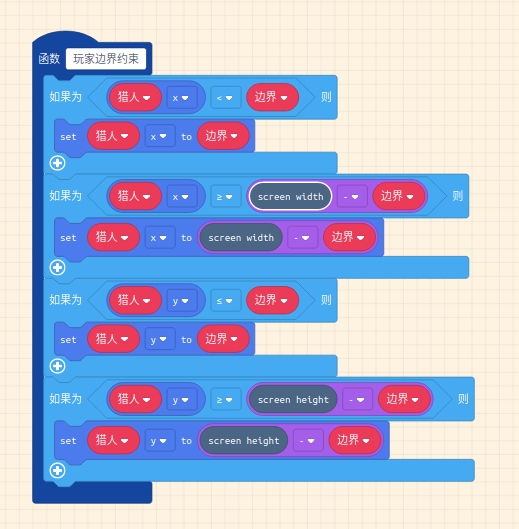 函数 玩家边界约束
如果为 猎人 x < 边界 则
set 猎人 x to 边界
如果为 猎人 x ≥ screen width - 边界 则
set 猎人 x to screen width - 边界
如果为 猎人 y ≤ 边界 则
set 猎人 y to 边界
如果为 猎人 y ≥ screen height - 边界 则
set 猎人 y to screen height - 边界